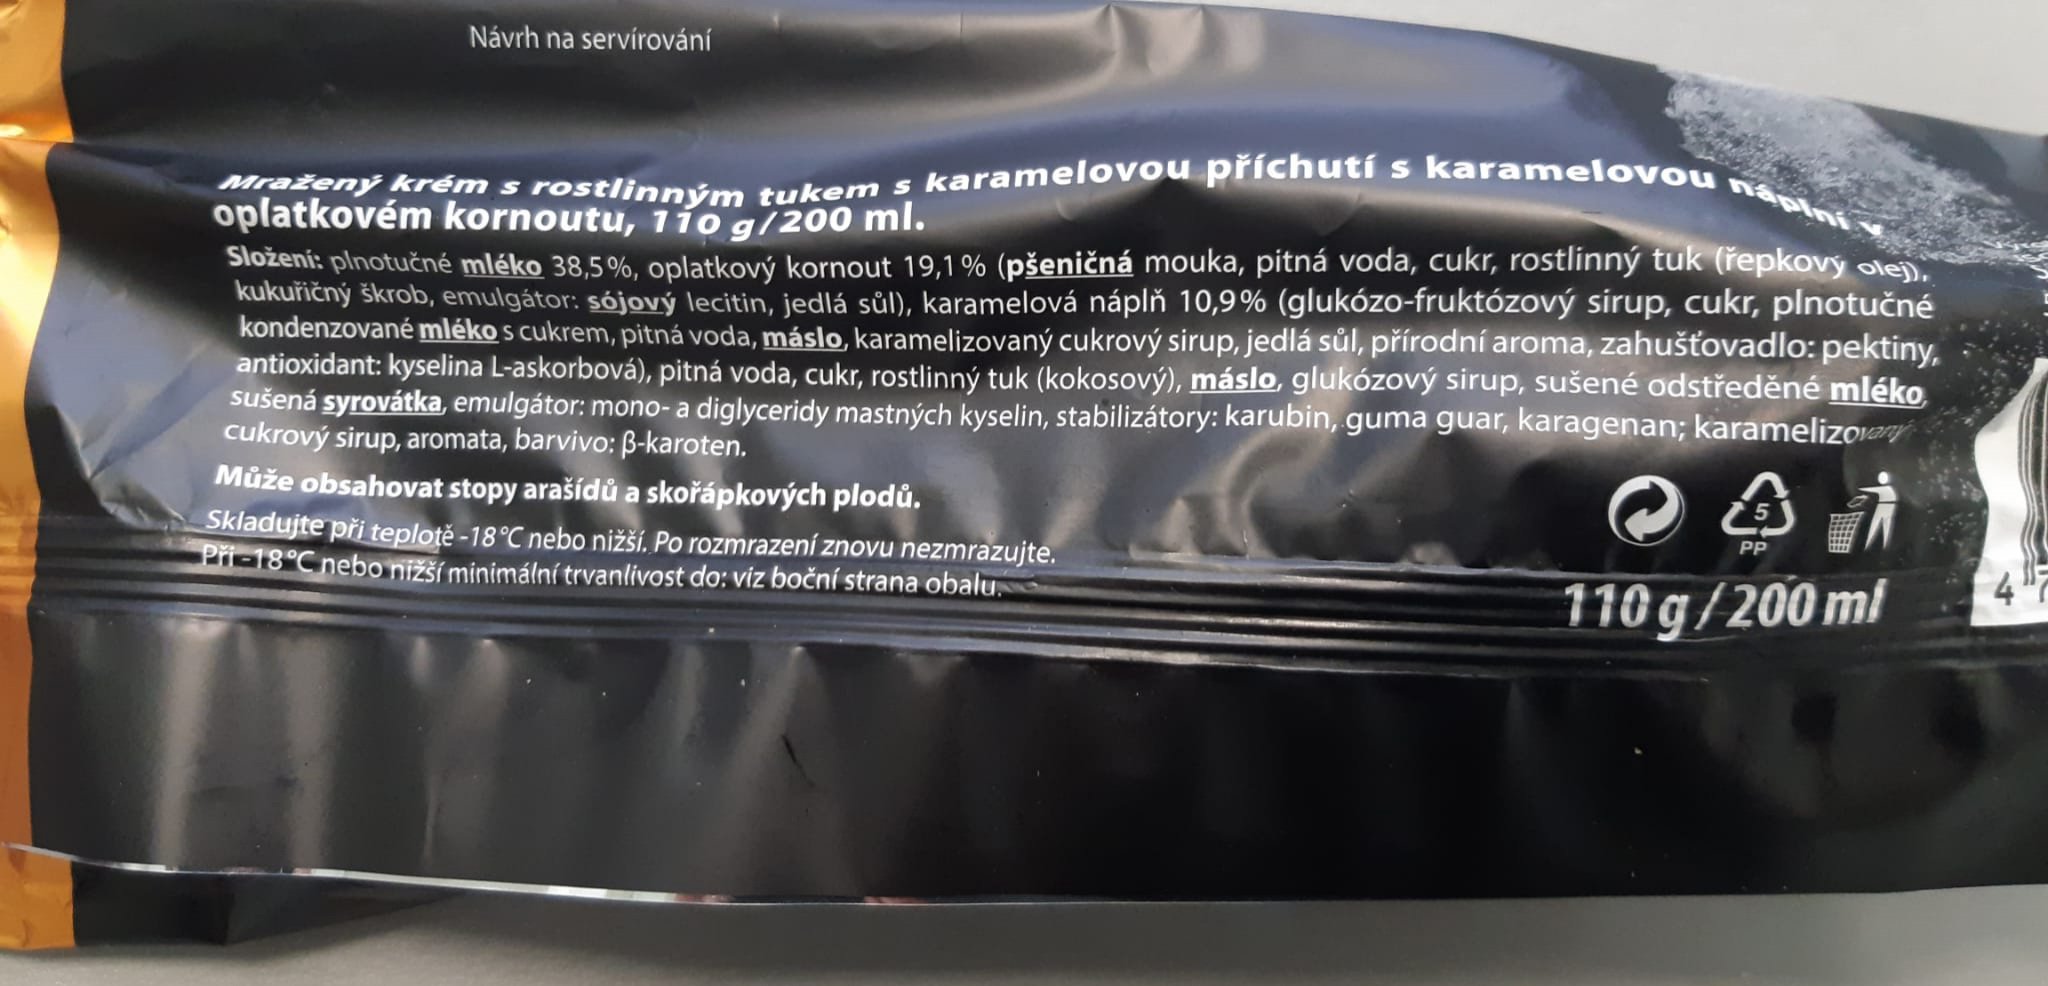 Návrh na servírování
Mražený krém s rostlinným tukem s karamelovou příchutí s karamelovou náplní v
oplatkovém kornoutu, 110 g/200 ml.
Složení: plnotučné mléko 38,5%, oplatkový kornout 19,1% (pšeničná mouka, pitná voda, cukr, rostlinný tuk (řepkový olej),
kukuřičný škrob, emulgátor: sójový lecitin, jedlá sůl), karamelová náplň 10,9% (glukózo-fruktózový sirup, cukr, plnotučné
kondenzované mléko s cukrem, pitná voda, máslo, karamelizovaný cukrový sirup, jedlá sůl, přírodní aroma, zahušťovadlo: pektiny,
antioxidant: kyselina L-askorbová), pitná voda, cukr, rostlinný tuk (kokosový), máslo, glukózový sirup, sušené odstředěné mléko,
sušená syrovátka, emulgátor: mono- a diglyceridy mastných kyselin, stabilizátory: karubin, guma guar, karagenan; karamelizovaný
cukrový sirup, aromata, barvivo: β-karoten.
Může obsahovat stopy arašídů a skořápkových plodů.
Skladujte při teplotě -18°C nebo nižší. Po rozmrazení znovu nezmrazujte.
Při -18°C nebo nižší minimální trvanlivost do: viz boční strana obalu.
5
PP
110 g / 200 ml
4